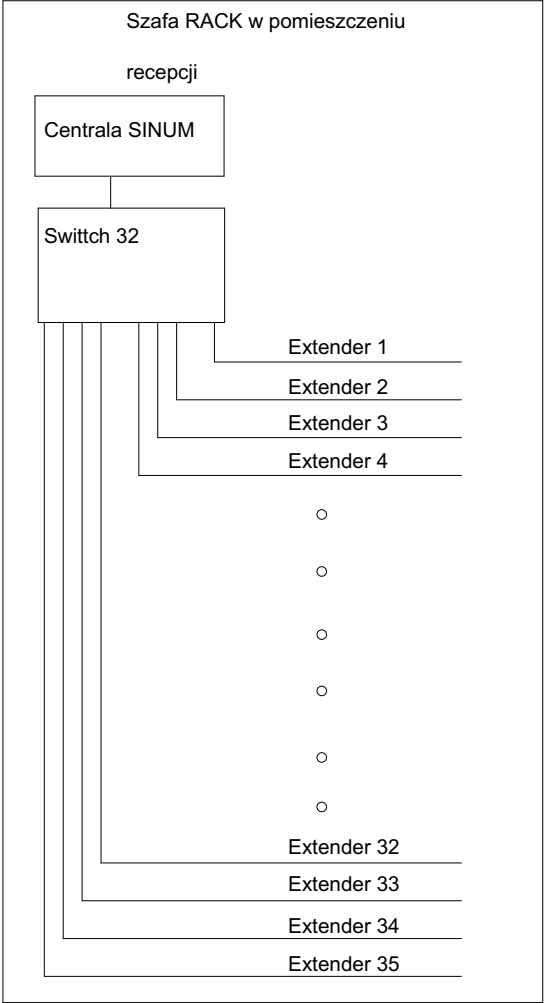 Szafa RACK w pomieszczeniu
recepcji
Centrala SINUM
Swittch 32
Extender 1
Extender 2
Extender 3
Extender 4
Extender 32
Extender 33
Extender 34
Extender 35